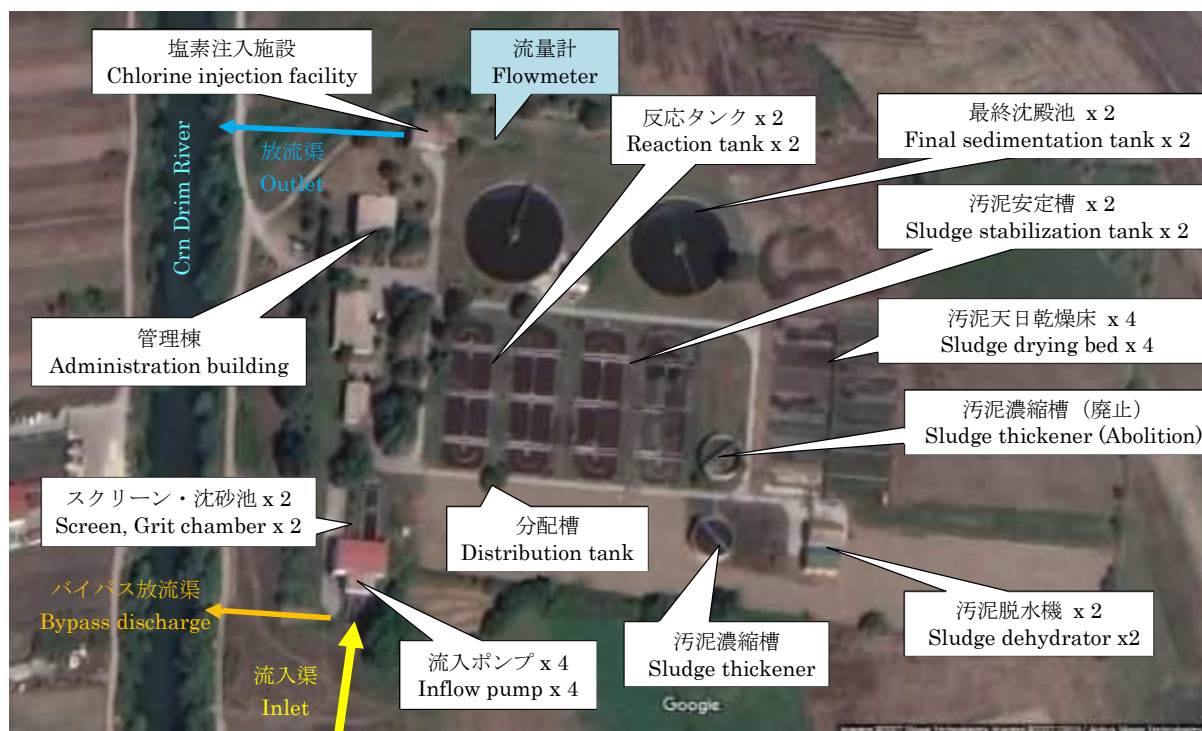 塩素注入施設
Chlorine injection facility
流量計
Flowmeter
反応タンク x 2
Reaction tank x 2
最終沈殿池 x 2
Final sedimentation tank x 2
放流渠
Outlet
Crn Drim River
汚泥安定槽 x 2
Sludge stabilization tank x 2
管理棟
Administration building
汚泥天日乾燥床 x 4
Sludge drying bed x 4
汚泥濃縮槽（廃止）
Sludge thickener (Abolition)
スクリーン・沈砂池 x 2
Screen, Grit chamber x 2
分配槽
Distribution tank
バイパス放流渠
Bypass discharge
汚泥脱水機 x 2
Sludge dehydrator x2
汚泥濃縮槽
Sludge thickener
流入ポンプ x 4
Inflow pump x 4
流入渠
Inlet
Google